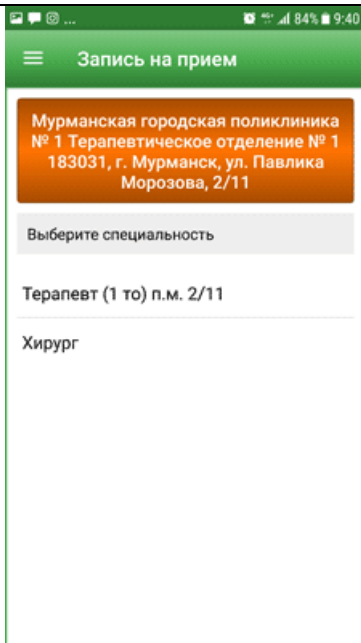 ... 84% 9:40
Запись на прием
Мурманская городская поликлиника
№ 1 Терапевтическое отделение № 1
183031, г. Мурманск, ул. Павлика
Морозова, 2/11
Выберите специальность
Терапевт (1 то) п.м. 2/11
Хирург